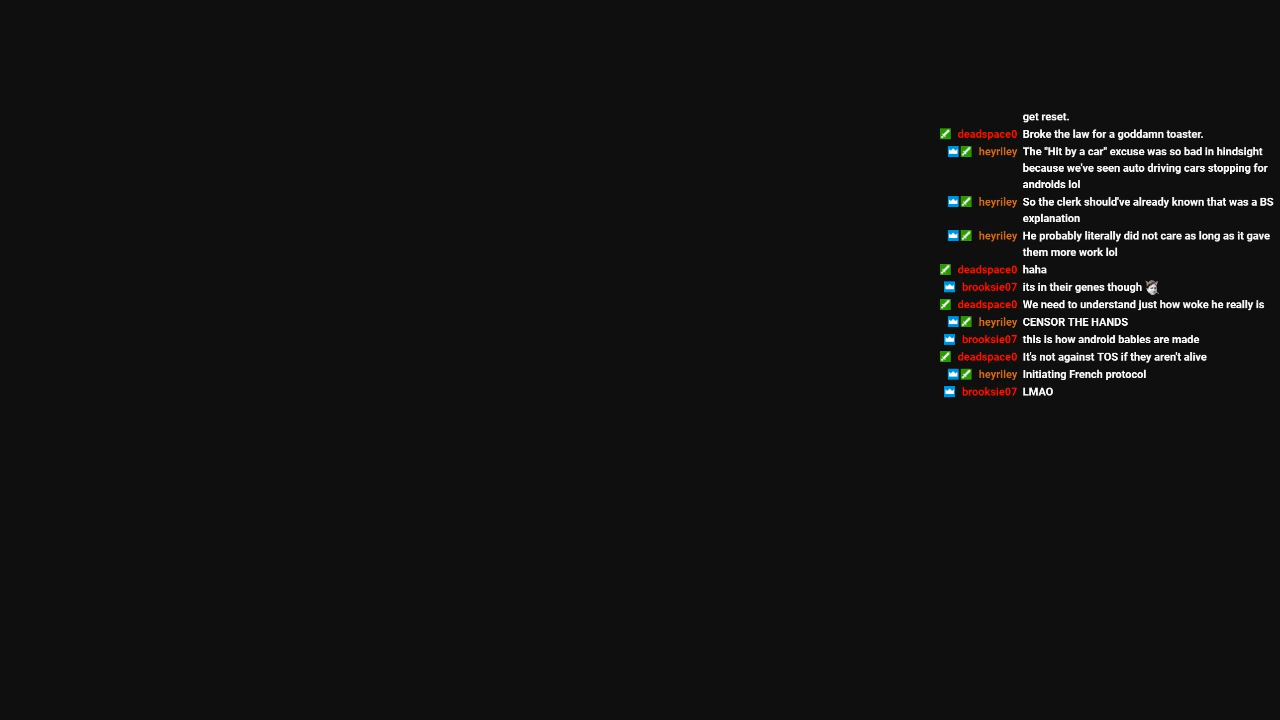 get reset.
deadspace0 Broke the law for a goddamn toaster.
heyriley The "Hit by a car" excuse was so bad in hindsight
because we've seen auto driving cars stopping for
androids lol
heyriley So the clerk should've already known that was a BS
explanation
heyriley He probably literally did not care as long as it gave
them more work lol
deadspace0 haha
brooksie07 its in their genes though
deadspace0 We need to understand just how woke he really is
heyriley CENSOR THE HANDS
brooksie07 this is how android babies are made
deadspace0 It's not against TOS if they aren't alive
heyriley Initiating French protocol
brooksie07 LMAO